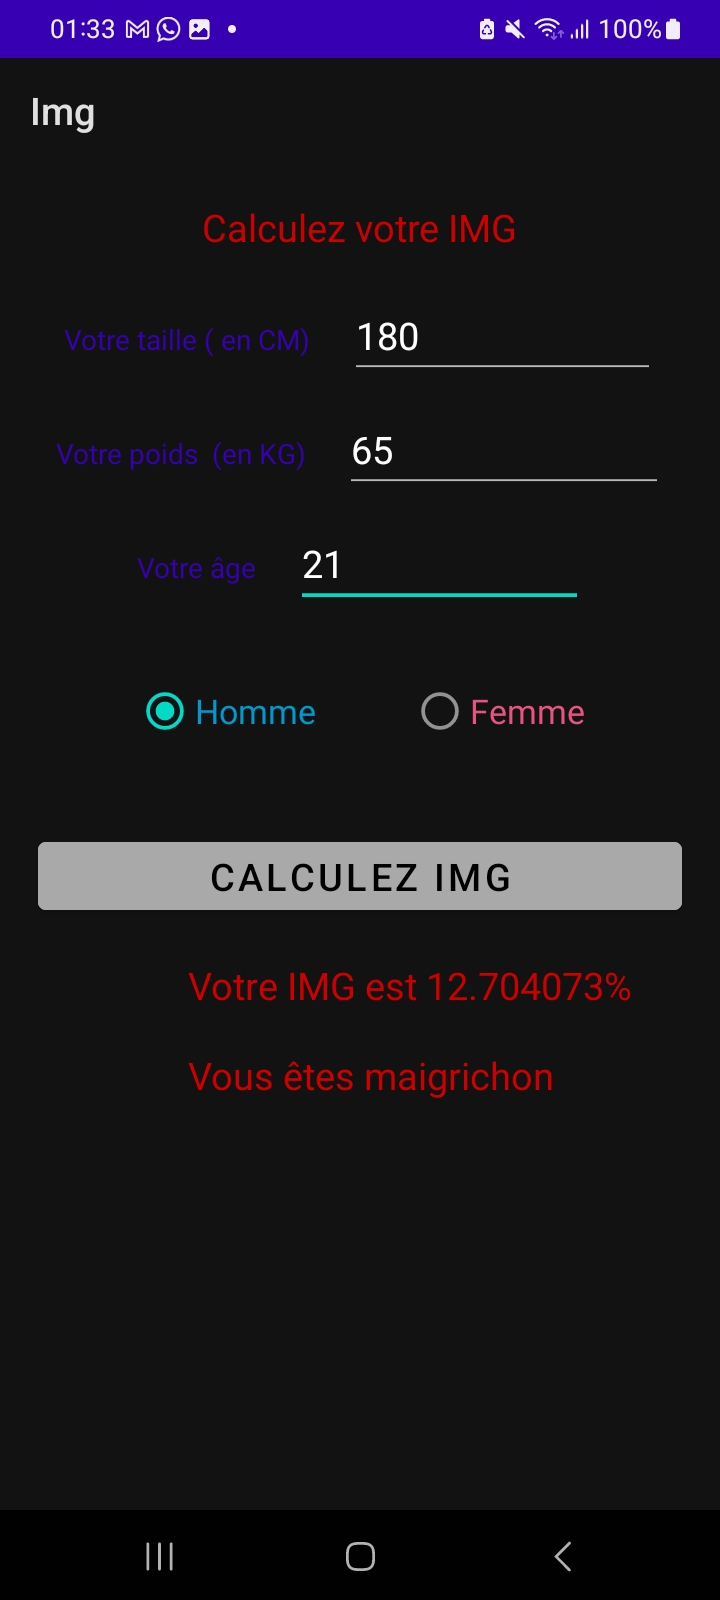 01:33 100%
Img
Calculez votre IMG
Votre taille ( en CM) 180
Votre poids  (en KG) 65
Votre âge 21
Homme Femme
CALCULEZ IMG
Votre IMG est 12.704073%
Vous êtes maigrichon